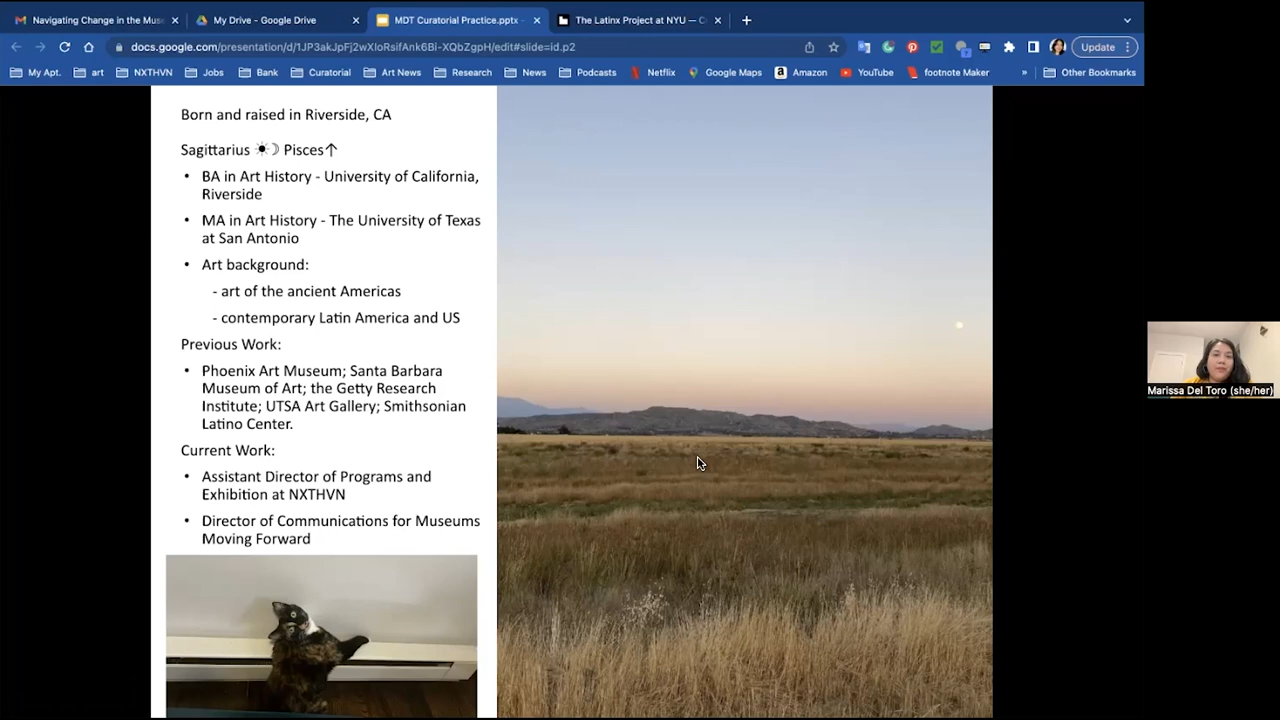 Navigating Change in the Muse
My Drive - Google Drive
MDT Curatorial Practice.pptx -
The Latinx Project at NYU — C
docs.google.com/presentation/d/1JP3akJpFj2wXIoRsifAnk6Bi-XQbZgpH/edit#slide=id.p2
Update
My Apt.
art
NXTHVN
Jobs
Bank
Curatorial
Art News
Research
News
Podcasts
Netflix
Google Maps
Amazon
YouTube
footnote Maker
»
Other Bookmarks
Born and raised in Riverside, CA
Sagittarius ☀☽ Pisces↑
• BA in Art History - University of California,
Riverside
• MA in Art History - The University of Texas
at San Antonio
• Art background:
- art of the ancient Americas
- contemporary Latin America and US
Previous Work:
• Phoenix Art Museum; Santa Barbara
Museum of Art; the Getty Research
Institute; UTSA Art Gallery; Smithsonian
Latino Center.
Current Work:
• Assistant Director of Programs and
Exhibition at NXTHVN
• Director of Communications for Museums
Moving Forward
Marissa Del Toro (she/her)